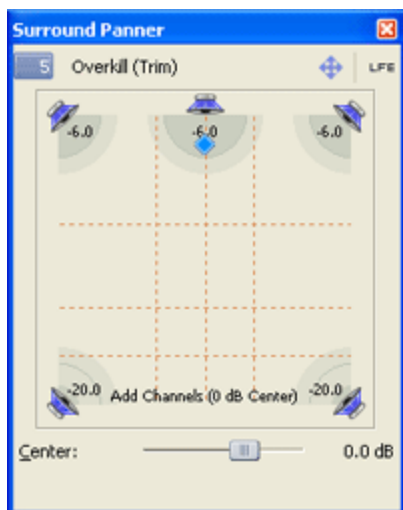 Surround Panner
5 Overkill (Trim) LFE
-6.0 -6.0 -6.0
-20.0 Add Channels (0 dB Center) -20.0
Center: 0.0 dB